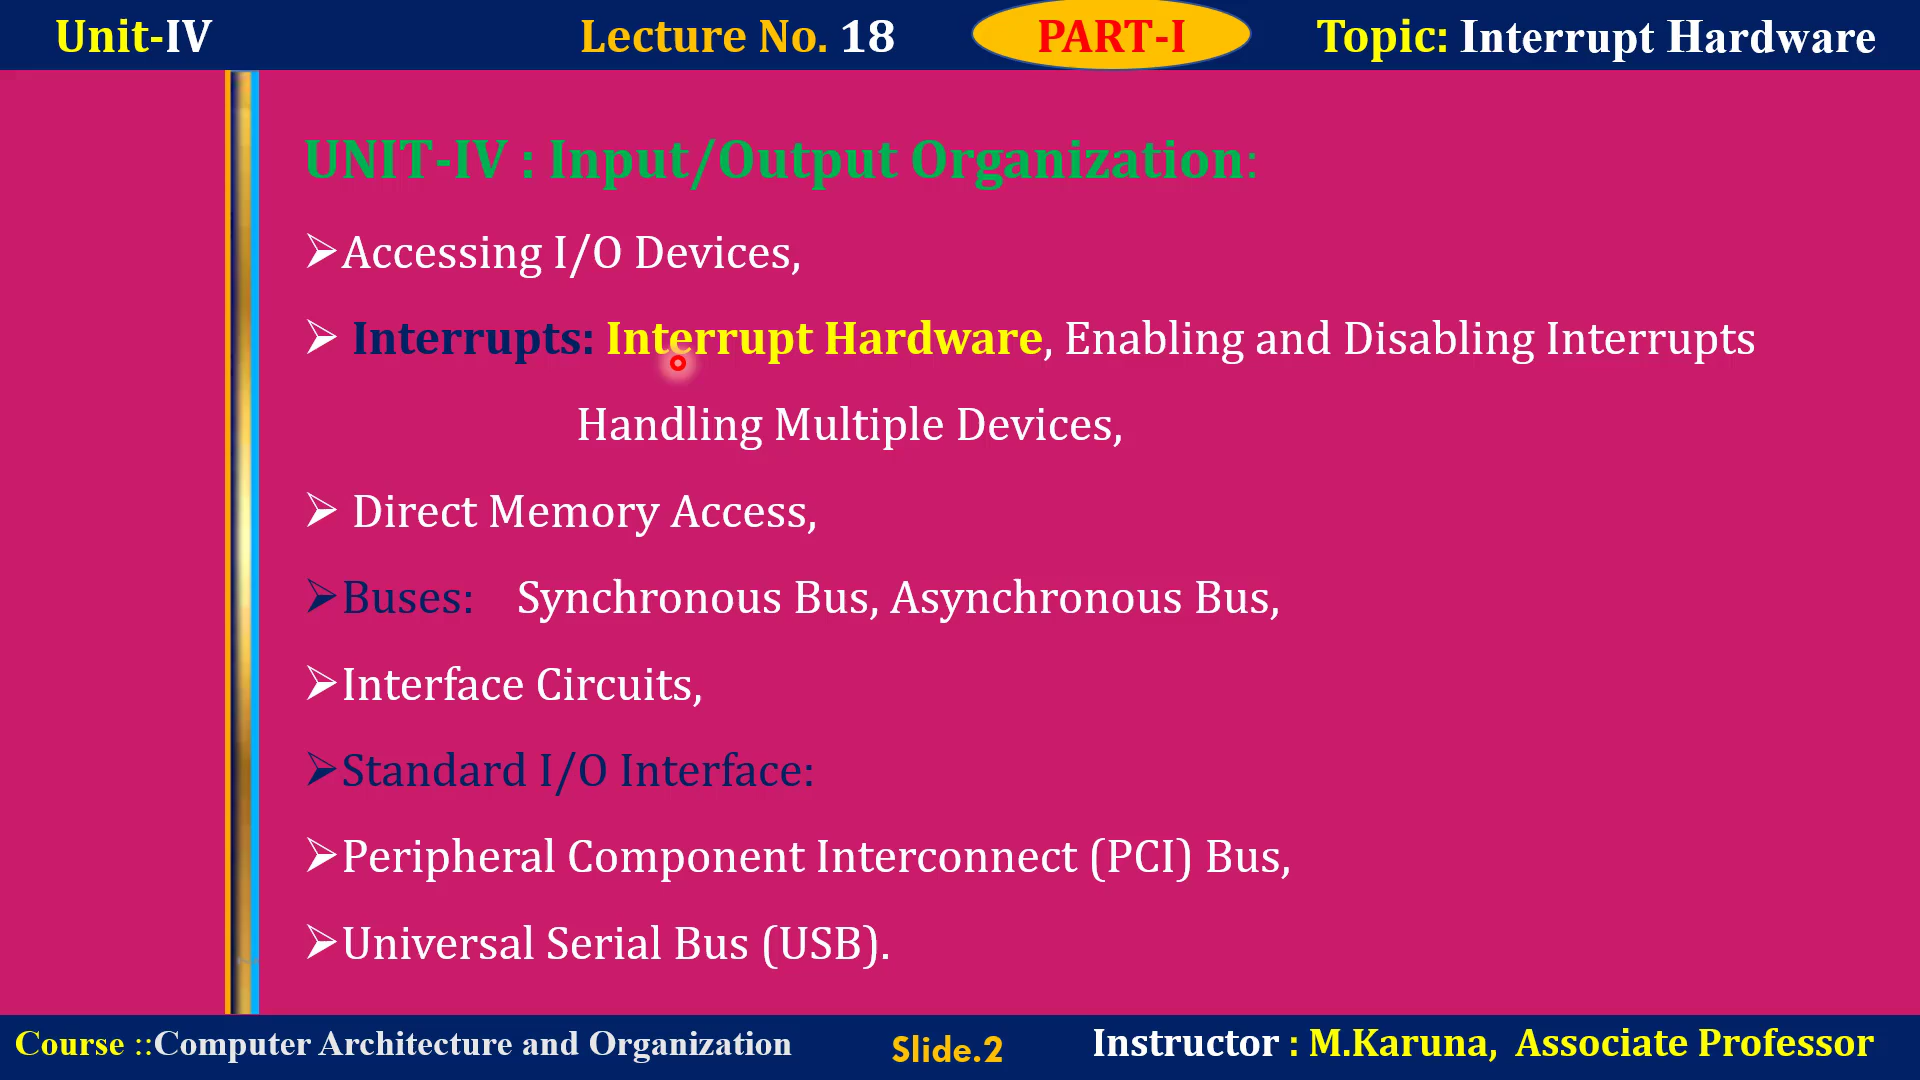 Unit-IV
Lecture No. 18
PART-I
Topic: Interrupt Hardware
UNIT-IV : Input/Output Organization:
➢Accessing I/O Devices,
➢ Interrupts: Interrupt Hardware, Enabling and Disabling Interrupts
Handling Multiple Devices,
➢ Direct Memory Access,
➢Buses: Synchronous Bus, Asynchronous Bus,
➢Interface Circuits,
➢Standard I/O Interface:
➢Peripheral Component Interconnect (PCI) Bus,
➢Universal Serial Bus (USB).
Course ::Computer Architecture and Organization
Slide.2
Instructor : M.Karuna, Associate Professor